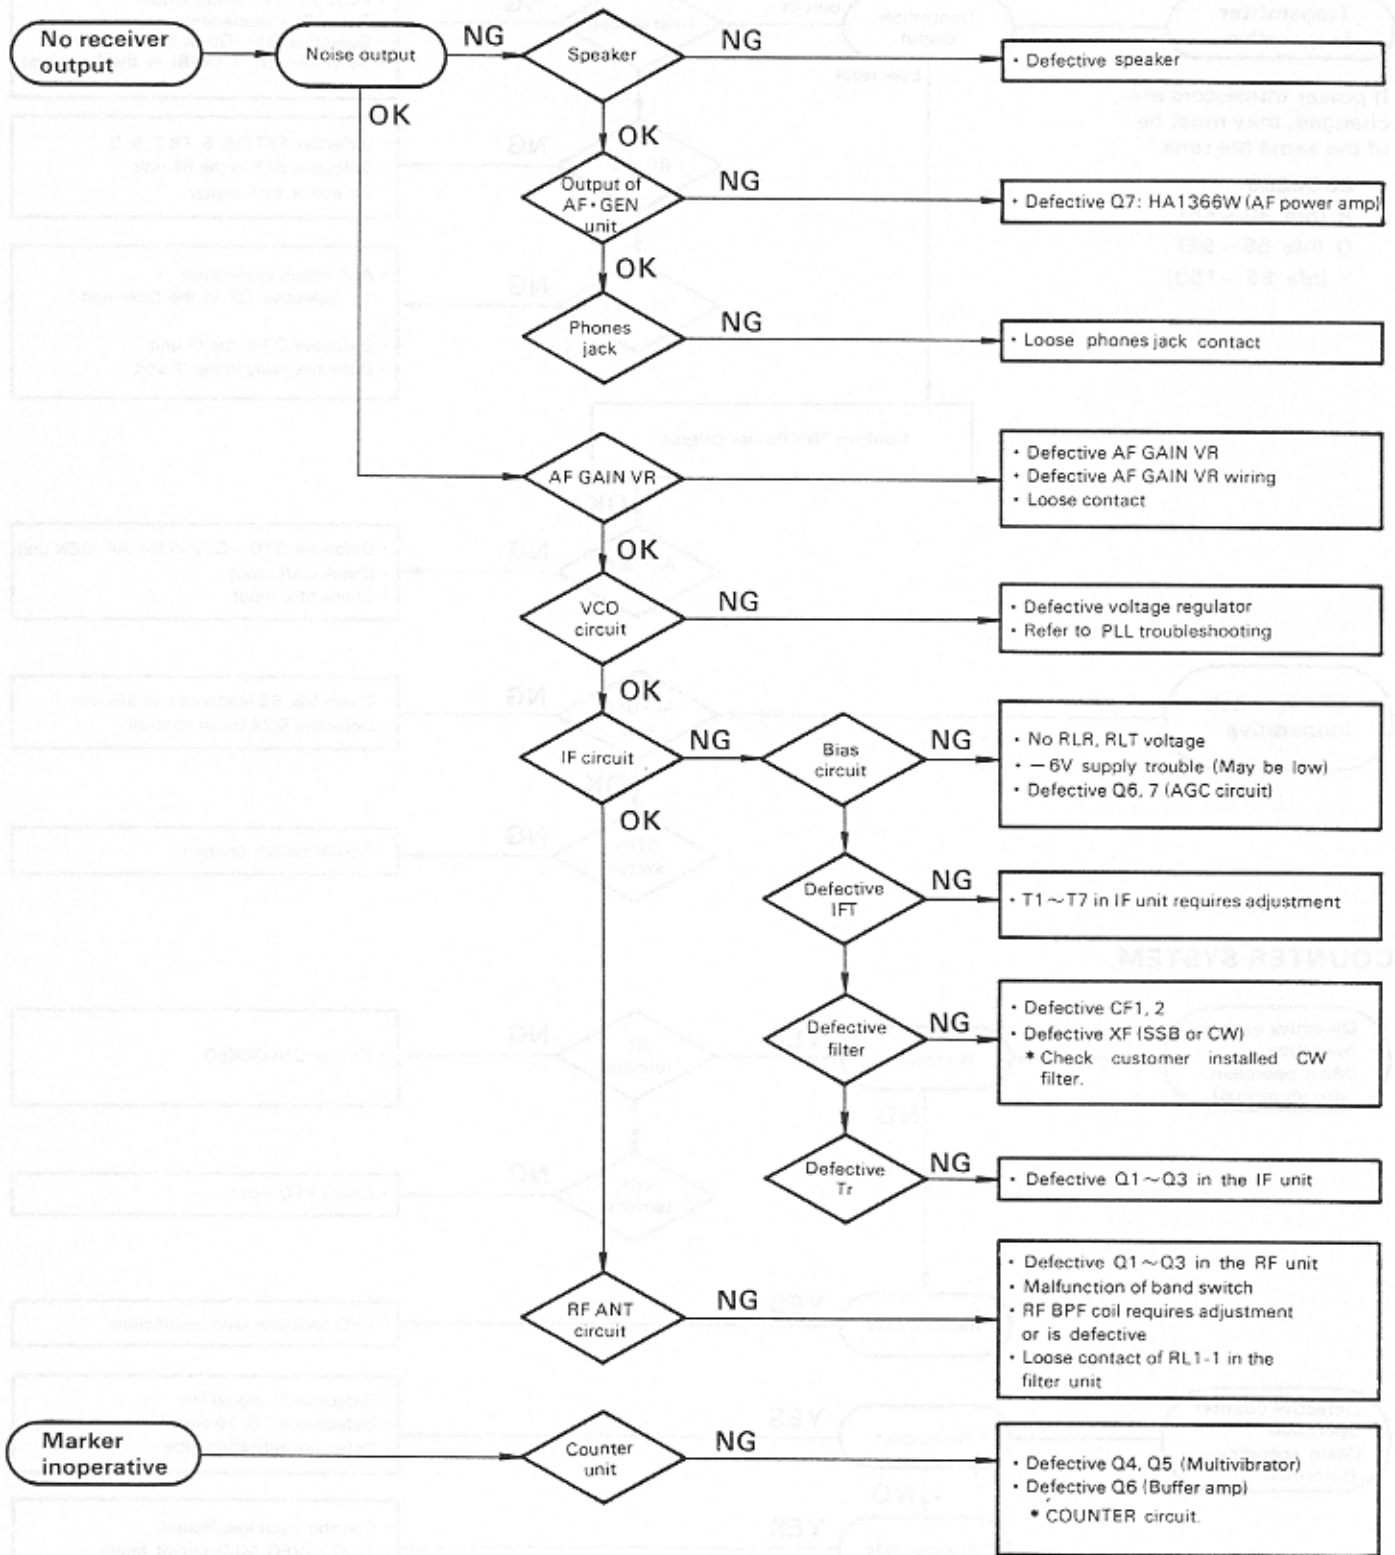 No receiver
output
Noise output
NG
Speaker
NG
· Defective speaker
OK
OK
Output of
AF·GEN
unit
NG
· Defective Q7: HA1366W (AF power amp)
OK
Phones
jack
NG
· Loose phones jack contact
AF GAIN VR
· Defective AF GAIN VR
· Defective AF GAIN VR wiring
· Loose contact
OK
VCO
circuit
NG
· Defective voltage regulator
· Refer to PLL troubleshooting
OK
IF circuit
NG
Bias
circuit
NG
· No RLR, RLT voltage
· −6V supply trouble (May be low)
· Defective Q6, 7 (AGC circuit)
OK
Defective
IFT
NG
· T1~T7 in IF unit requires adjustment
Defective
filter
NG
· Defective CF1, 2
· Defective XF (SSB or CW)
* Check customer installed CW
filter.
Defective
Tr
NG
· Defective Q1~Q3 in the IF unit
RF ANT
circuit
NG
· Defective Q1~Q3 in the RF unit
· Malfunction of band switch
· RF BPF coil requires adjustment
or is defective
· Loose contact of RL1-1 in the
filter unit
Marker
inoperative
Counter
unit
NG
· Defective Q4, Q5 (Multivibrator)
· Defective Q6 (Buffer amp)
* COUNTER circuit.